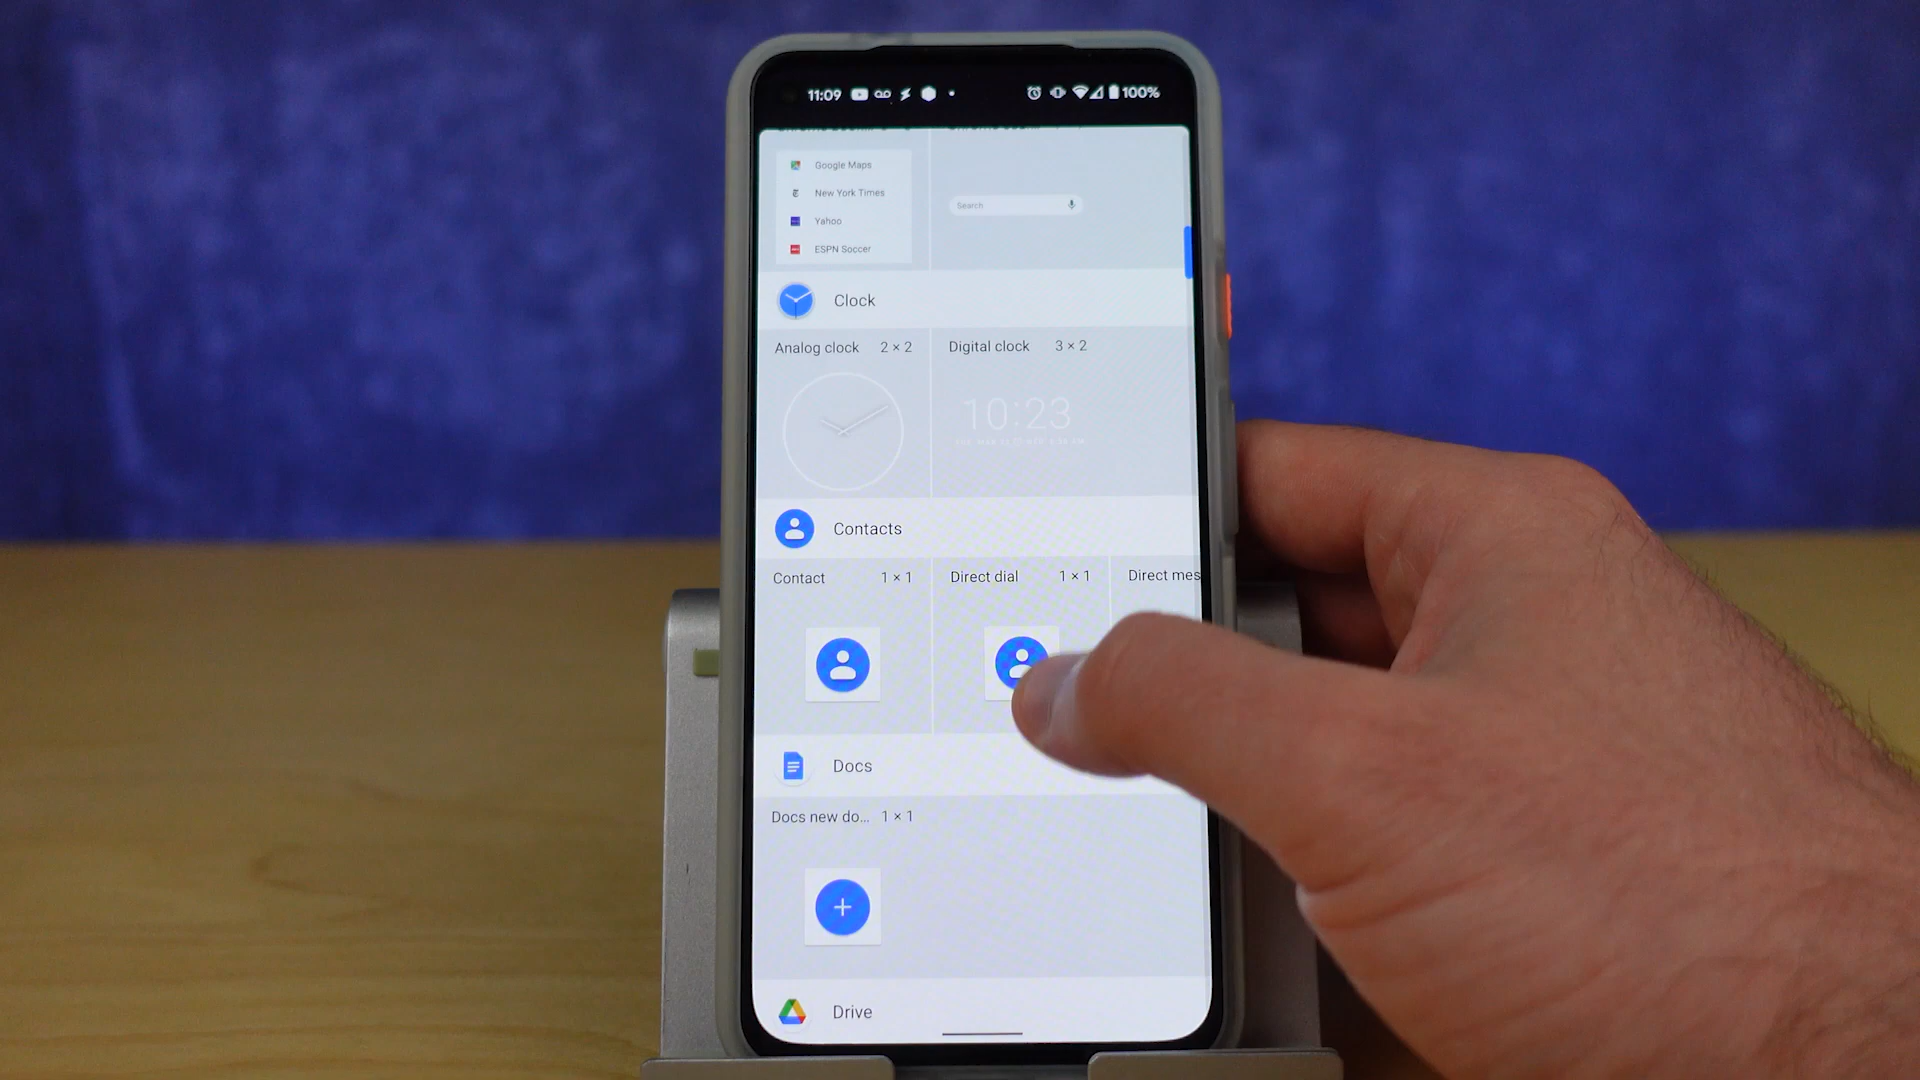 11:09
100%
Google Maps
New York Times
Yahoo
ESPN Soccer
Search
Clock
Analog clock 2 × 2
Digital clock 3 × 2
10:23
Contacts
Contact 1 × 1
Direct dial 1 × 1
Direct mes
Docs
Docs new do... 1 × 1
Drive